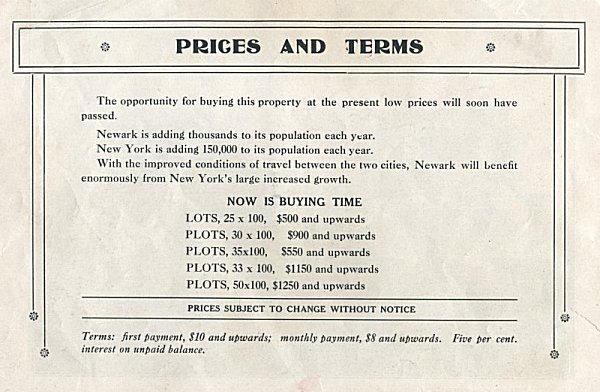 PRICES AND TERMS
The opportunity for buying this property at the present low prices will soon have
passed.
Newark is adding thousands to its population each year.
New York is adding 150,000 to its population each year.
With the improved conditions of travel between the two cities, Newark will benefit
enormously from New York's large increased growth.
NOW IS BUYING TIME
LOTS, 25 x 100, $500 and upwards
PLOTS, 30 x 100, $900 and upwards
PLOTS, 35x100, $550 and upwards
PLOTS, 33 x 100, $1150 and upwards
PLOTS, 50x100, $1250 and upwards
PRICES SUBJECT TO CHANGE WITHOUT NOTICE
Terms: first payment, $10 and upwards; monthly payment, $8 and upwards. Five per cent.
interest on unpaid balance.